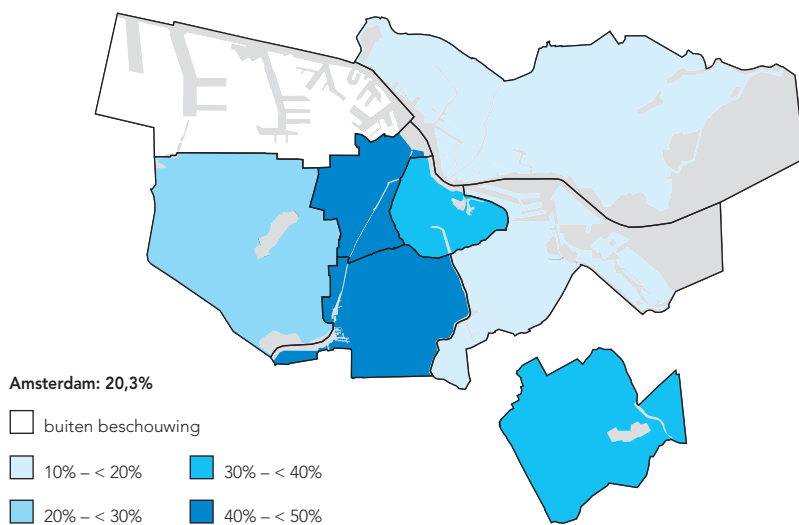 Amsterdam: 20,3%
buiten beschouwing
10% – < 20%
30% – < 40%
20% – < 30%
40% – < 50%